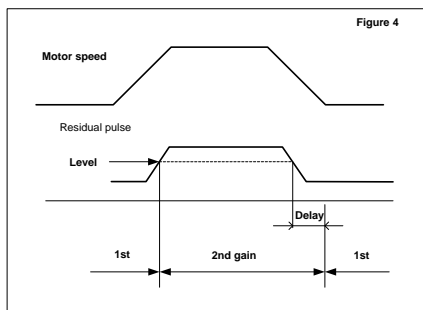 Figure 4
Motor speed
Residual pulse
Level
Delay
1st 2nd gain 1st